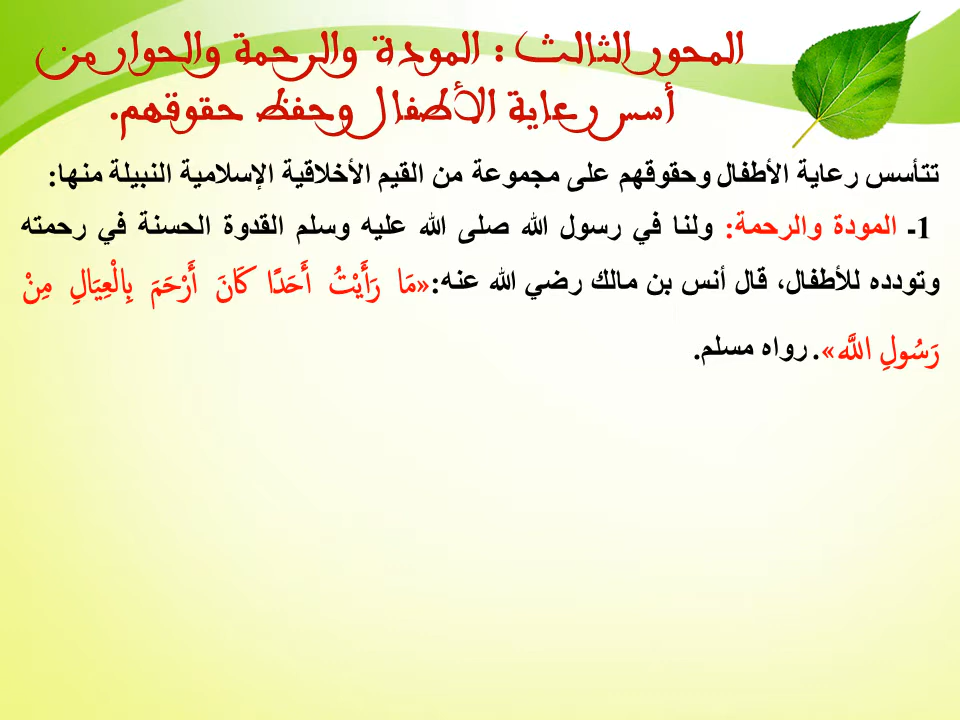 المحور الثالث: المودة والرحمة والحوار من
أسس رعاية الأطفال وحفظ حقوقهم.
تتأسس رعاية الأطفال وحقوقهم على مجموعة من القيم الأخلاقية الإسلامية النبيلة منها:
1ـ المودة والرحمة: ولنا في رسول الله صلى الله عليه وسلم القدوة الحسنة في رحمته
وتودده للأطفال، قال أنس بن مالك رضي الله عنه:«مَا رَأَيْتُ أَحَدًا كَانَ أَرْحَمَ بِالْعِيَالِ مِنْ
رَسُولِ اللَّه». رواه مسلم.